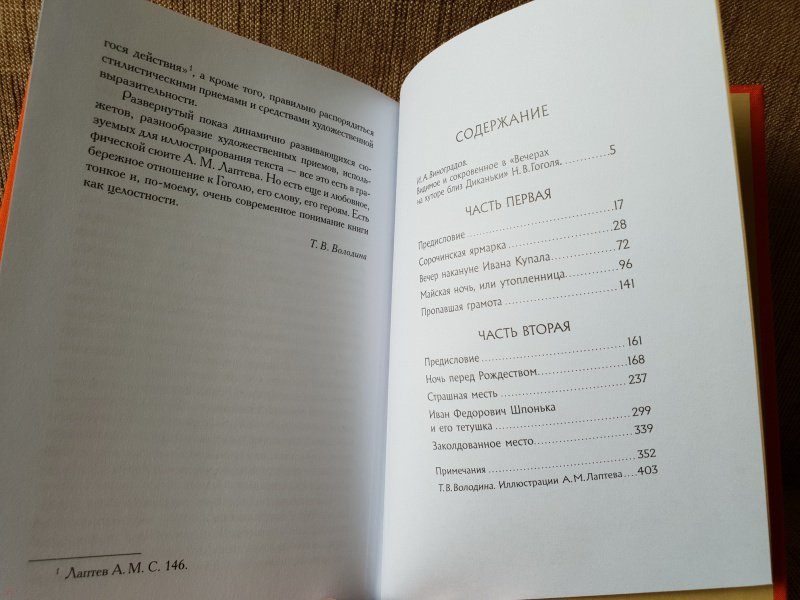 гося действия»¹, а кроме того, правильно распорядиться
стилистическими приемами и средствами художественной
выразительности.
Развернутый показ динамично развивающихся сю-
жетов, разнообразие художественных приемов, исполь-
зуемых для иллюстрирования текста — все это есть в гра-
фической сюите А. М. Лаптева. Но есть еще и любовное,
бережное отношение к Гоголю, его слову, его героям. Есть
тонкое и, по-моему, очень современное понимание книги
как целостности.
Т. В. Володина
¹ Лаптев А. М. С. 146.
СОДЕРЖАНИЕ
И. А. Виноградов.
Видимое и сокровенное в «Вечерах
на хуторе близ Диканьки» Н. В. Гоголя. 5
ЧАСТЬ ПЕРВАЯ
Предисловие 17
Сорочинская ярмарка 28
Вечер накануне Ивана Купала 72
Майская ночь, или утопленница 96
Пропавшая грамота 141
ЧАСТЬ ВТОРАЯ
Предисловие 161
Ночь перед Рождеством 168
Страшная месть 237
Иван Федорович Шпонька
и его тетушка 299
Заколдованное место 339
Примечания 352
Т. В. Володина. Иллюстрации А. М. Лаптева 403